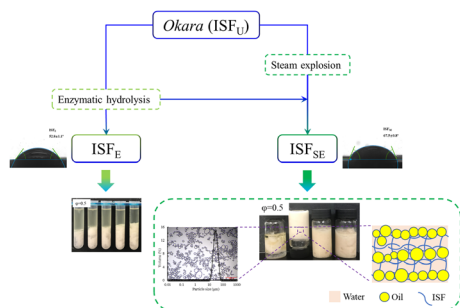 Okara (ISF_U)
Steam explosion
Enzymatic hydrolysis
ISF_E
ISF_SE
φ=0.5
φ=0.5
Particle size (μm)
Water
Oil
ISF